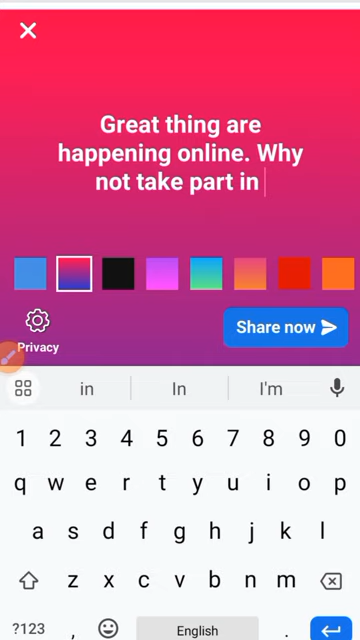 Great thing are
happening online. Why
not take part in
Privacy
Share now
in In I'm
1 2 3 4 5 6 7 8 9 0
q w e r t y u i o p
a s d f g h j k l
z x c v b n m
?123 , English .